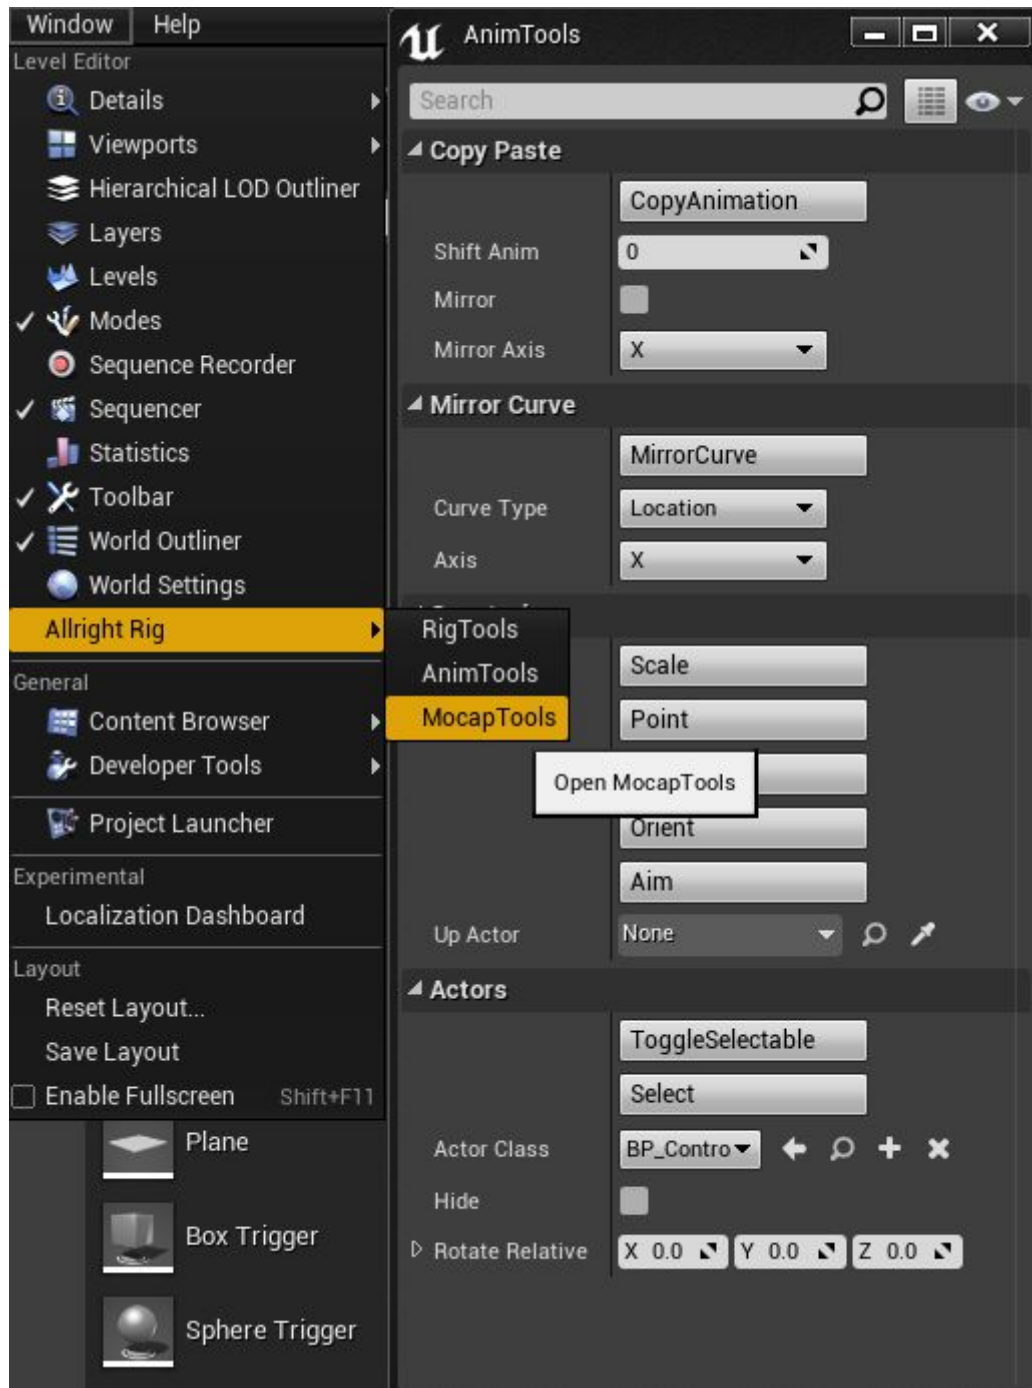 Window Help
Level Editor
Details
Viewports
Hierarchical LOD Outliner
Layers
Levels
Modes
Sequence Recorder
Sequencer
Statistics
Toolbar
World Outliner
World Settings
Allright Rig
General
Content Browser
Developer Tools
Project Launcher
Experimental
Localization Dashboard
Layout
Reset Layout...
Save Layout
Enable Fullscreen Shift+F11
Plane
Box Trigger
Sphere Trigger
RigTools
AnimTools
MocapTools
Open MocapTools
AnimTools
Search
Copy Paste
CopyAnimation
Shift Anim 0
Mirror
Mirror Axis X
Mirror Curve
MirrorCurve
Curve Type Location
Axis X
Scale
Point
Orient
Aim
Up Actor None
Actors
ToggleSelectable
Select
Actor Class BP_Contro
Hide
Rotate Relative X 0.0 Y 0.0 Z 0.0